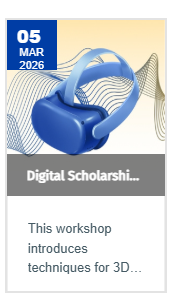 05
MAR
2026
Digital Scholarshi...
This workshop
introduces
techniques for 3D...